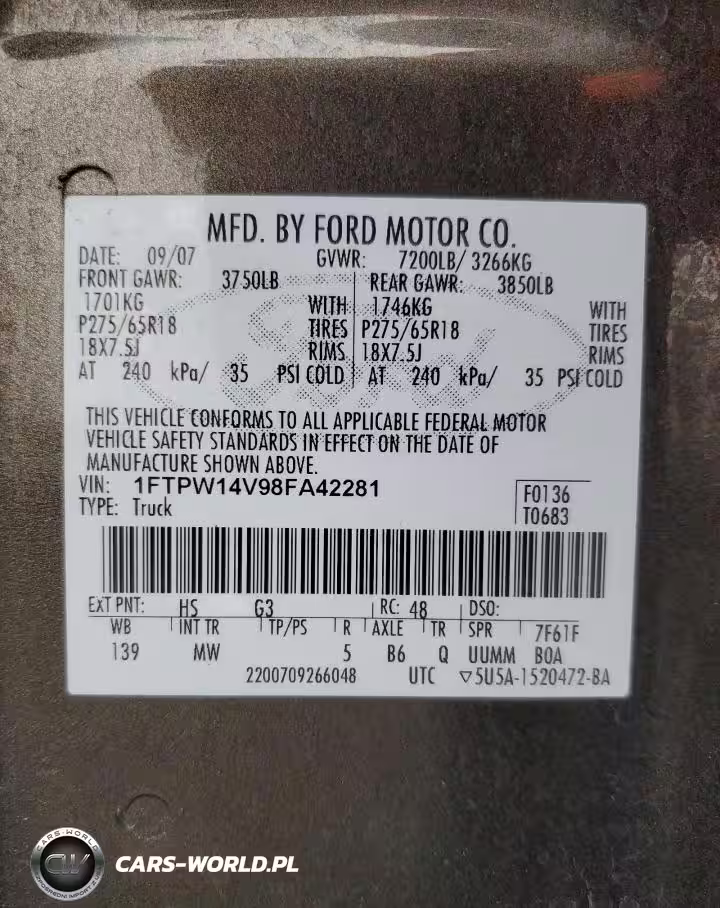 MFD. BY FORD MOTOR CO.
DATE: 09/07 GVWR: 7200LB/ 3266KG
FRONT GAWR: 3750LB REAR GAWR: 3850LB
1701KG WITH 1746KG WITH
P275/65R18 TIRES P275/65R18 TIRES
18X7.5J RIMS 18X7.5J RIMS
AT 240 kPa/ 35 PSI COLD AT 240 kPa/ 35 PSI COLD
Ford
THIS VEHICLE CONFORMS TO ALL APPLICABLE FEDERAL MOTOR
VEHICLE SAFETY STANDARDS IN EFFECT ON THE DATE OF
MANUFACTURE SHOWN ABOVE.
VIN: 1FTPW14V98FA42281 F0136
TYPE: Truck T0683
EXT PNT: HS G3 RC: 48 DSO:
WB INT TR TP/PS R AXLE TR SPR 7F61F
139 MW 5 B6 Q UUMM BOA
2200709266048 UTC ▽5U5A-1520472-BA
CARS-WORLD
CW
CARS-WORLD.PL